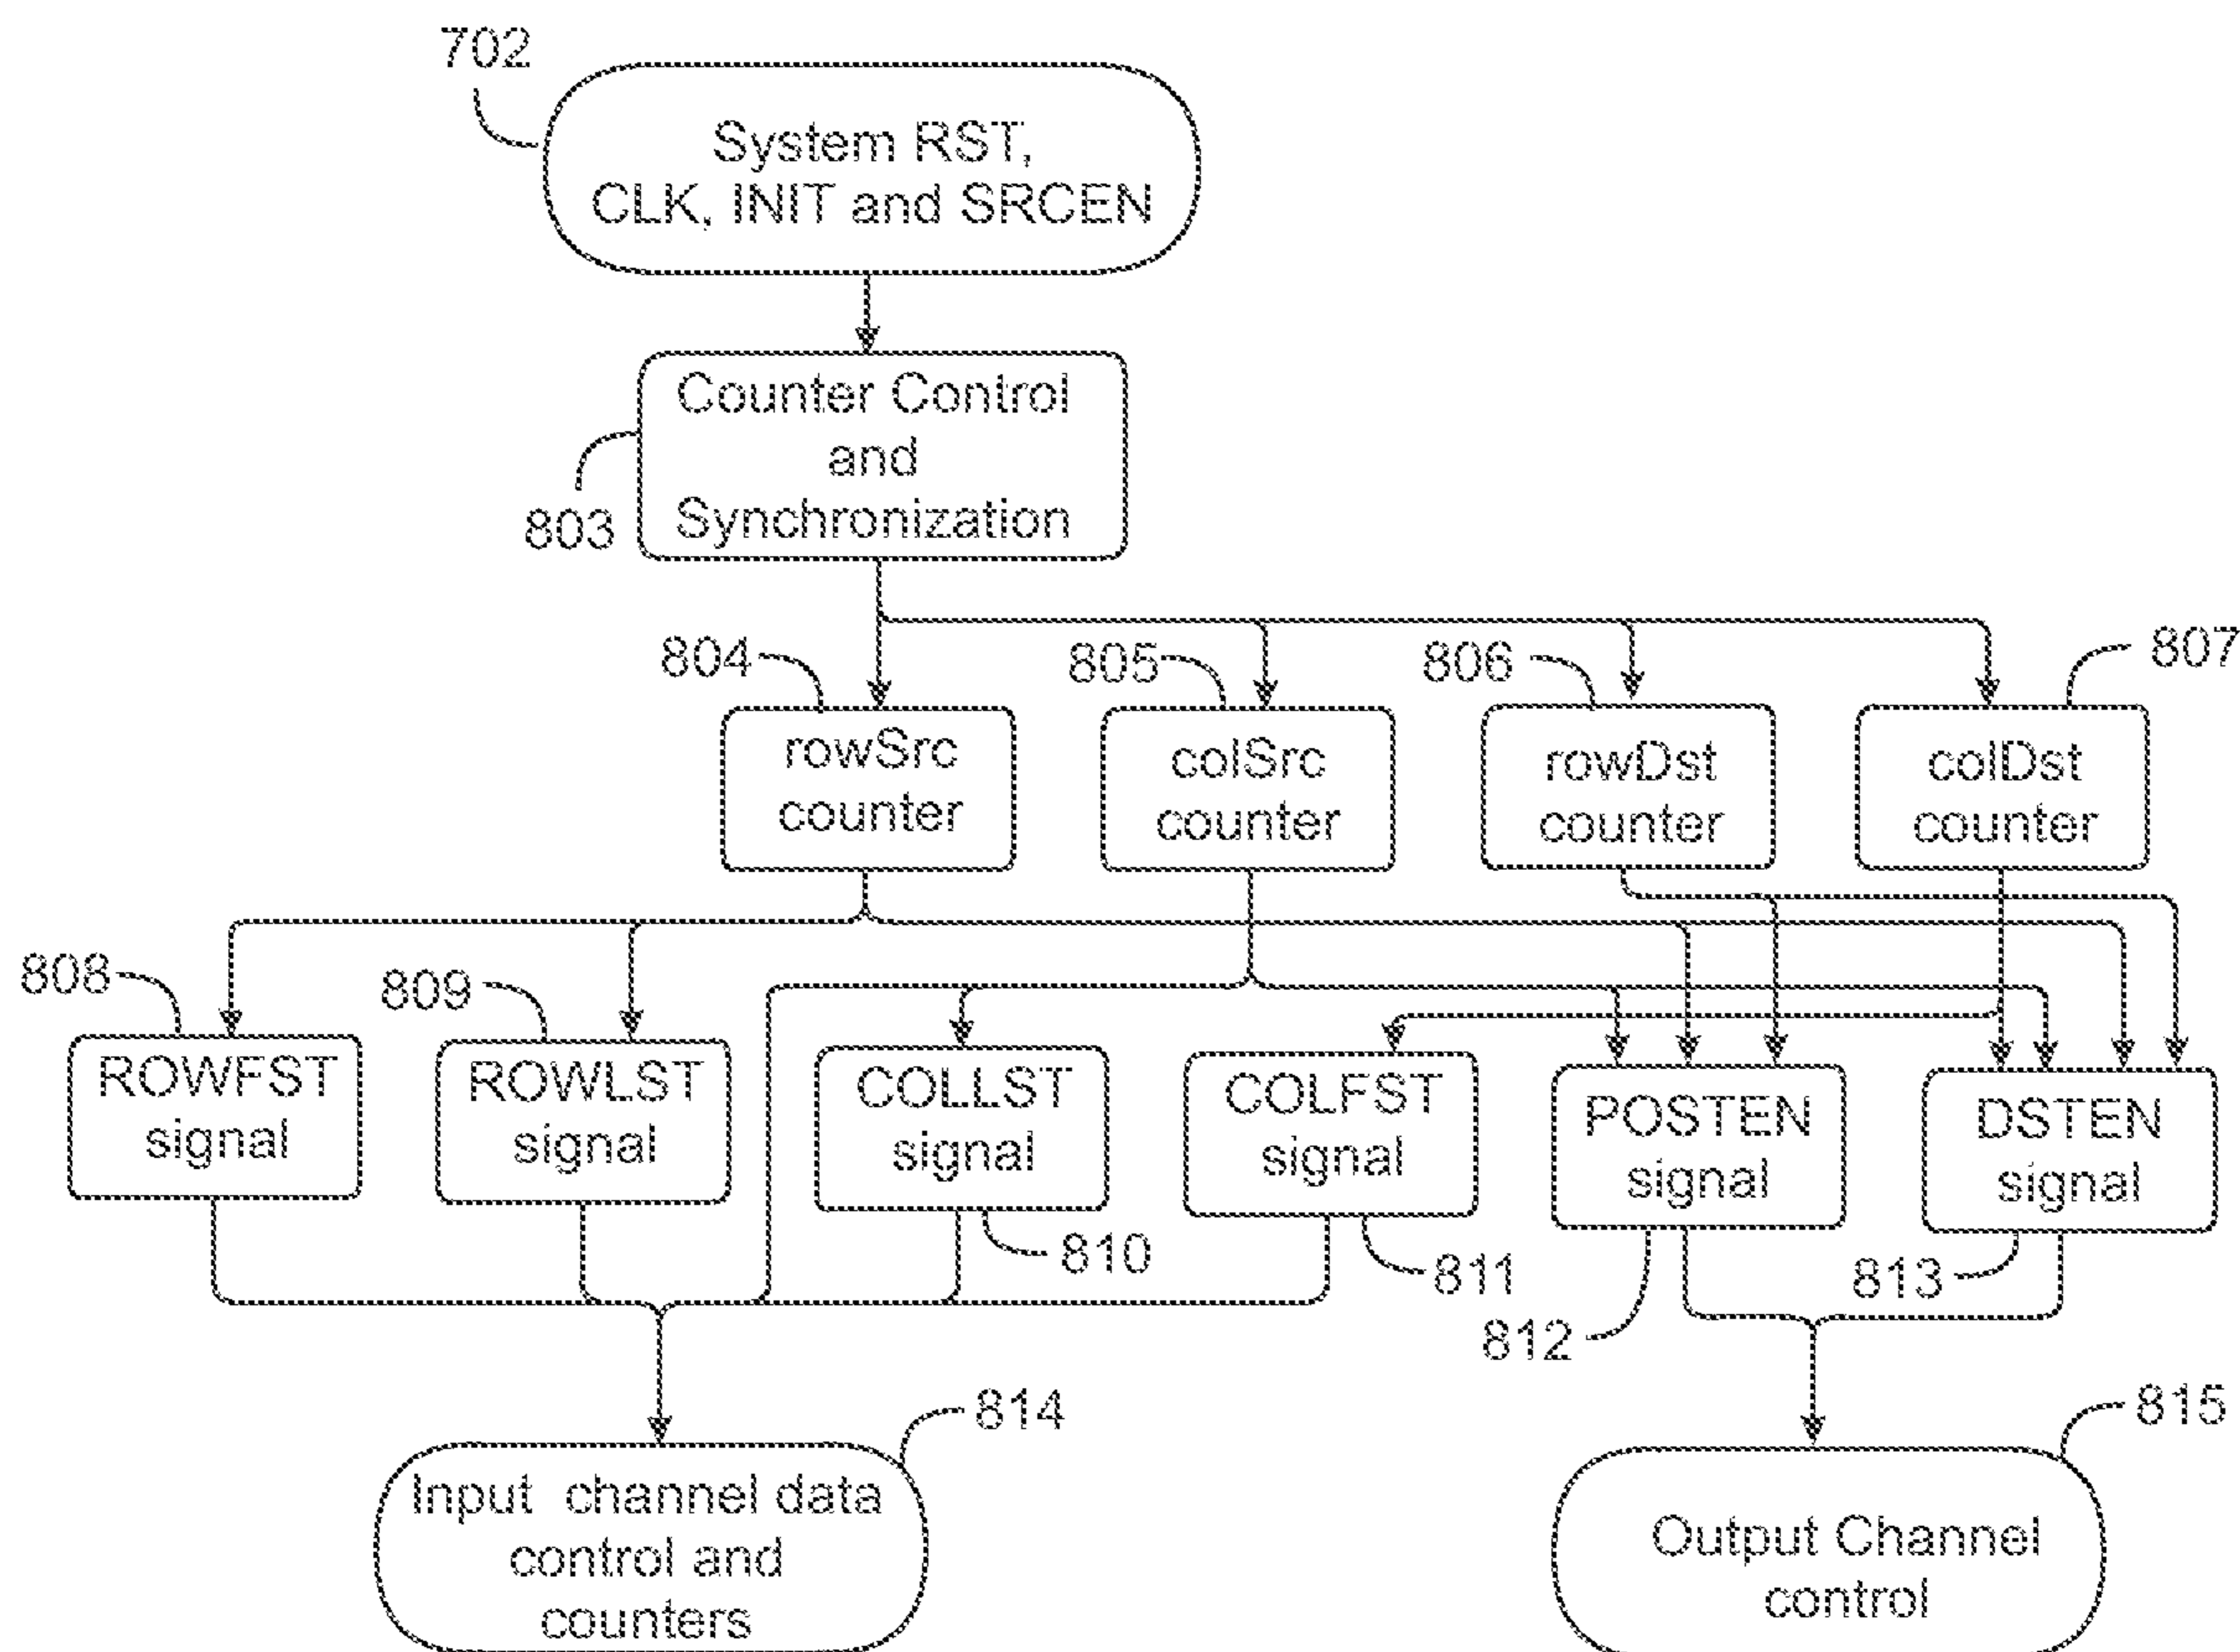 702
System RST,
CLK, INIT and SRCEN
Counter Control
and
Synchronization
803
804
805
806
807
rowSrc
counter
colSrc
counter
rowDst
counter
colDst
counter
808
809
ROWFST
signal
ROWLST
signal
COLLST
signal
COLFST
signal
POSTEN
signal
DSTEN
signal
810
811
812
813
814
815
Input channel data
control and
counters
Output Channel
control